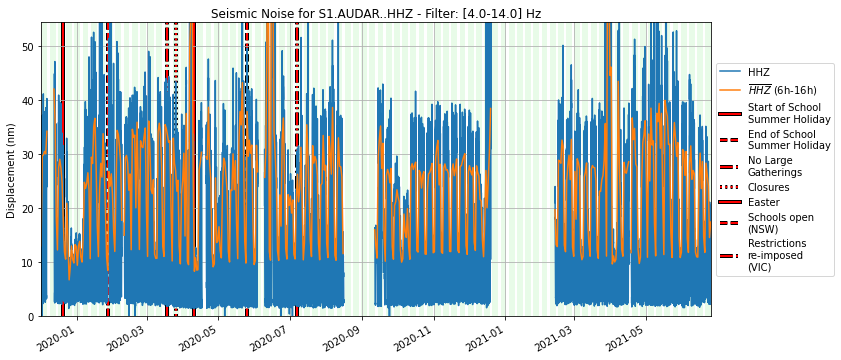 Seismic Noise for S1.AUDAR..HHZ - Filter: [4.0-14.0] Hz
Displacement (nm)
50
40
30
20
10
0
2020-01
2020-03
2020-05
2020-07
2020-09
2020-11
2021-01
2021-03
2021-05
HHZ
HHZ (6h-16h)
Start of School
Summer Holiday
End of School
Summer Holiday
No Large
Gatherings
Closures
Easter
Schools open
(NSW)
Restrictions
re-imposed
(VIC)